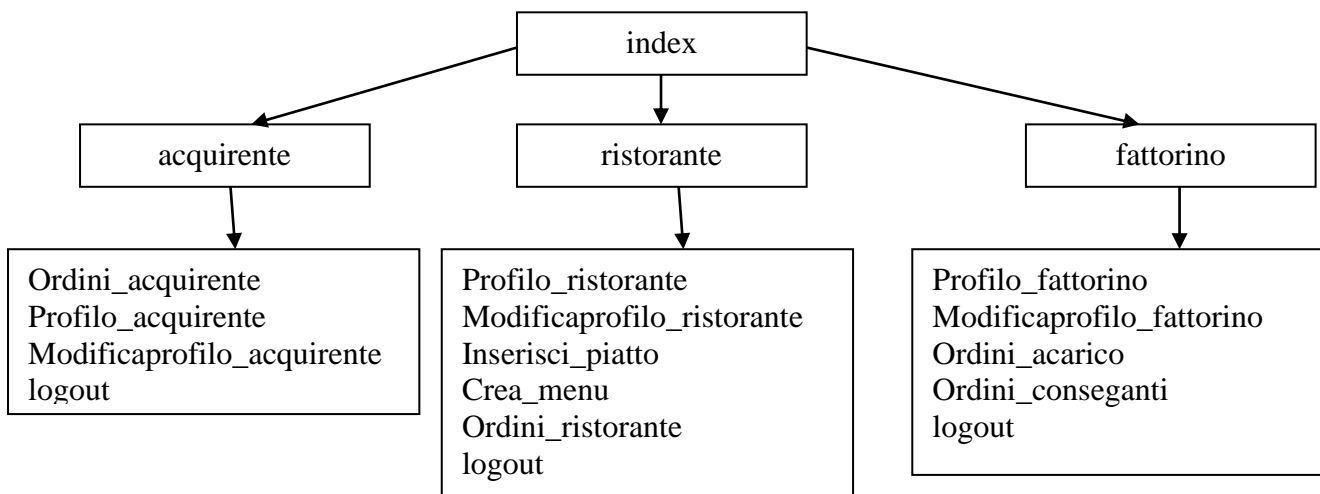 index
acquirente
ristorante
fattorino
Ordini_acquirente
Profilo_acquirente
Modificaprofilo_acquirente
logout
Profilo_ristorante
Modificaprofilo_ristorante
Inserisci_piatto
Crea_menu
Ordini_ristorante
logout
Profilo_fattorino
Modificaprofilo_fattorino
Ordini_acarico
Ordini_conseganti
logout